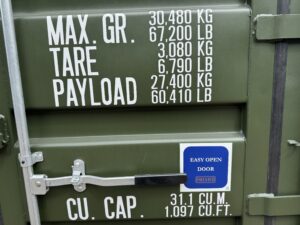 MAX. GR. 30,480 KG
67,200 LB
TARE 3,080 KG
6,790 LB
PAYLOAD 27,400 KG
60,410 LB
EASY OPEN
DOOR
CU. CAP. 31.1 CU.M.
1.097 CU.FT.